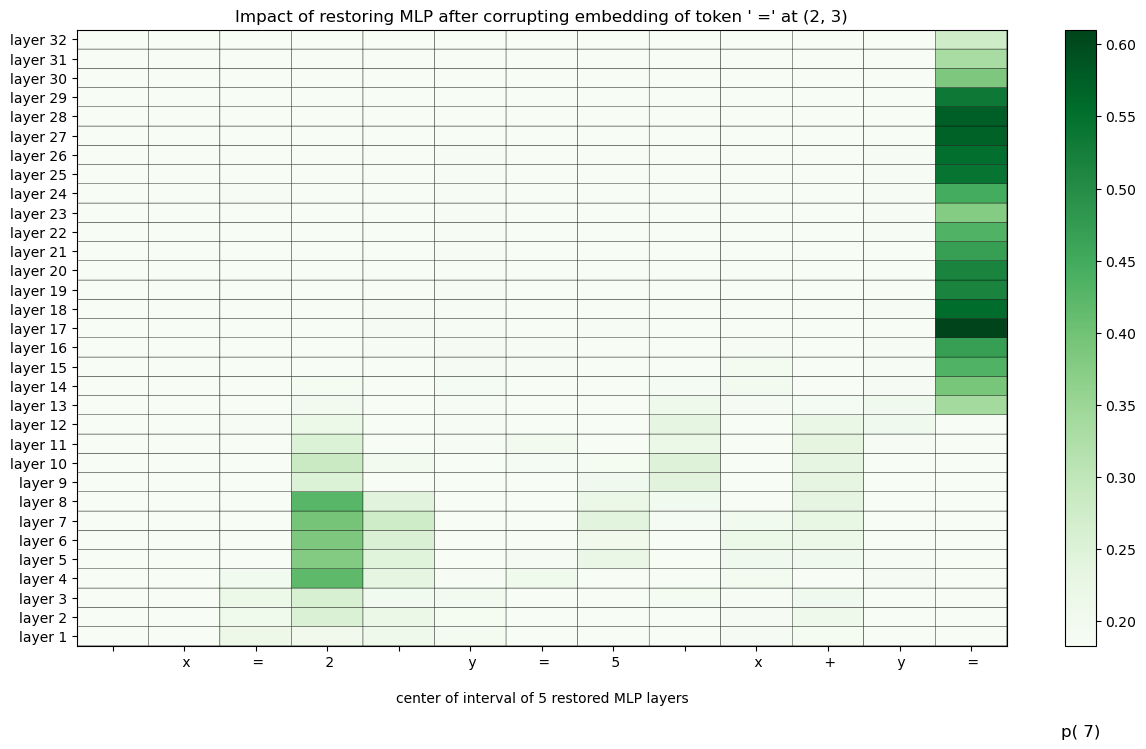 Impact of restoring MLP after corrupting embedding of token ' =' at (2, 3)
layer 32
layer 31
layer 30
layer 29
layer 28
layer 27
layer 26
layer 25
layer 24
layer 23
layer 22
layer 21
layer 20
layer 19
layer 18
layer 17
layer 16
layer 15
layer 14
layer 13
layer 12
layer 11
layer 10
layer 9
layer 8
layer 7
layer 6
layer 5
layer 4
layer 3
layer 2
layer 1
x = 2 y = 5 x + y =
center of interval of 5 restored MLP layers
0.60
0.55
0.50
0.45
0.40
0.35
0.30
0.25
0.20
p( 7)